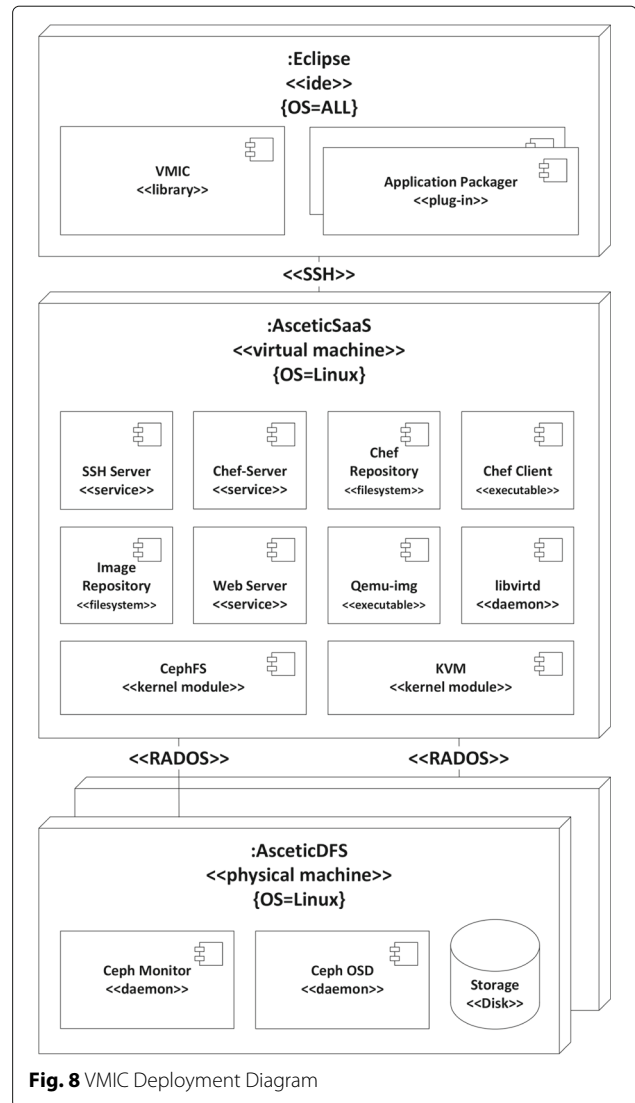 :Eclipse
<<ide>>
{OS=ALL}
VMIC
<<library>>
Application Packager
<<plug-in>>
<<SSH>>
:AsceticSaaS
<<virtual machine>>
{OS=Linux}
SSH Server
<<service>>
Chef-Server
<<service>>
Chef
Repository
<<filesystem>>
Chef Client
<<executable>>
Image
Repository
<<filesystem>>
Web Server
<<service>>
Qemu-img
<<executable>>
libvirtd
<<daemon>>
CephFS
<<kernel module>>
KVM
<<kernel module>>
<<RADOS>>
<<RADOS>>
:AsceticDFS
<<physical machine>>
{OS=Linux}
Ceph Monitor
<<daemon>>
Ceph OSD
<<daemon>>
Storage
<<Disk>>
Fig. 8 VMIC Deployment Diagram